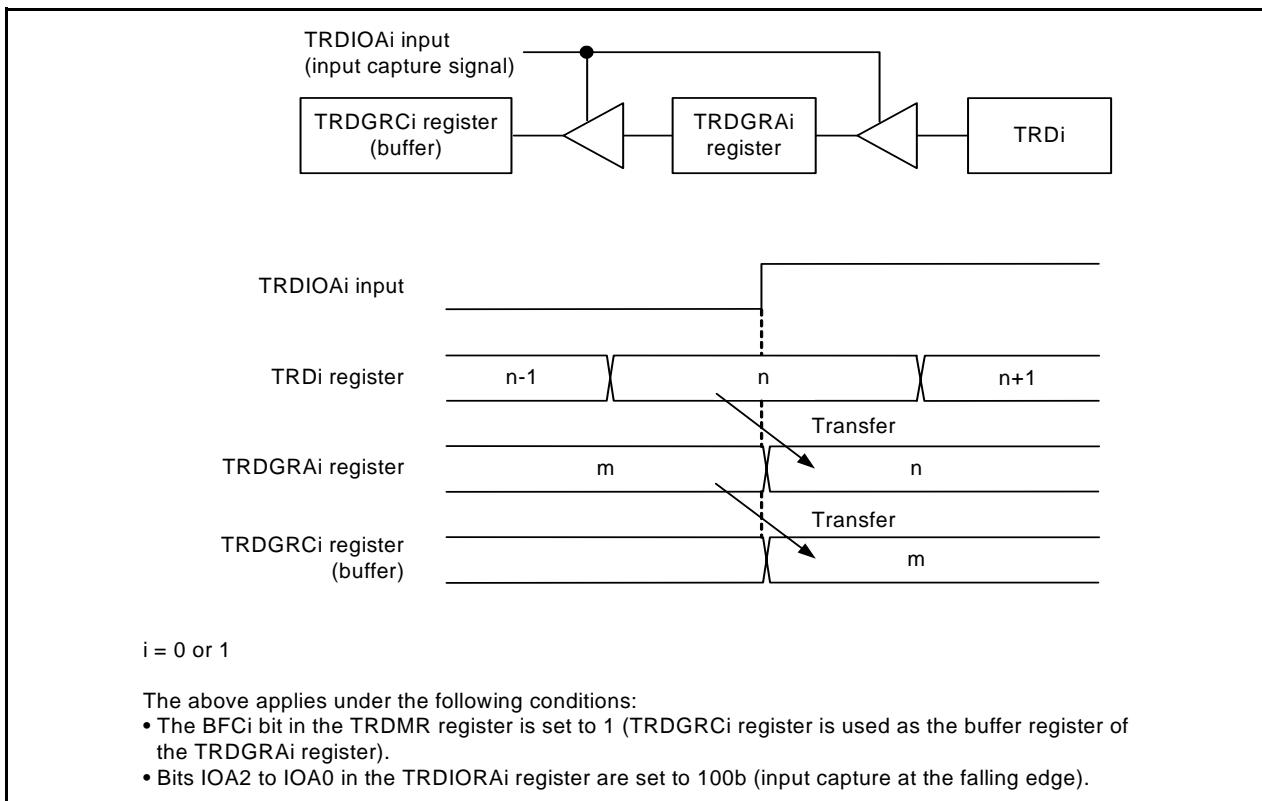 TRDIOAi input
(input capture signal)
TRDGRCi register
(buffer)
TRDGRAi
register
TRDi
TRDIOAi input
TRDi register
n-1
n
n+1
Transfer
TRDGRAi register
m
n
Transfer
TRDGRCi register
(buffer)
m
i = 0 or 1
The above applies under the following conditions:
• The BFCi bit in the TRDMR register is set to 1 (TRDGRCi register is used as the buffer register of
the TRDGRAi register).
• Bits IOA2 to IOA0 in the TRDIORAi register are set to 100b (input capture at the falling edge).